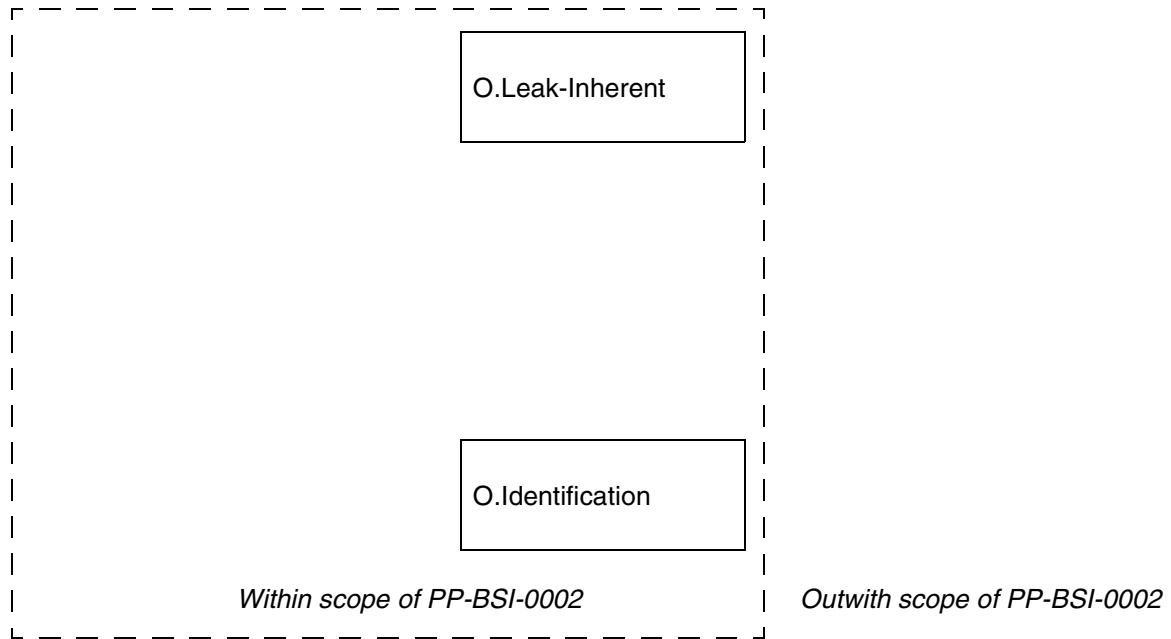 O.Leak-Inherent
O.Identification
Within scope of PP-BSI-0002
Outwith scope of PP-BSI-0002